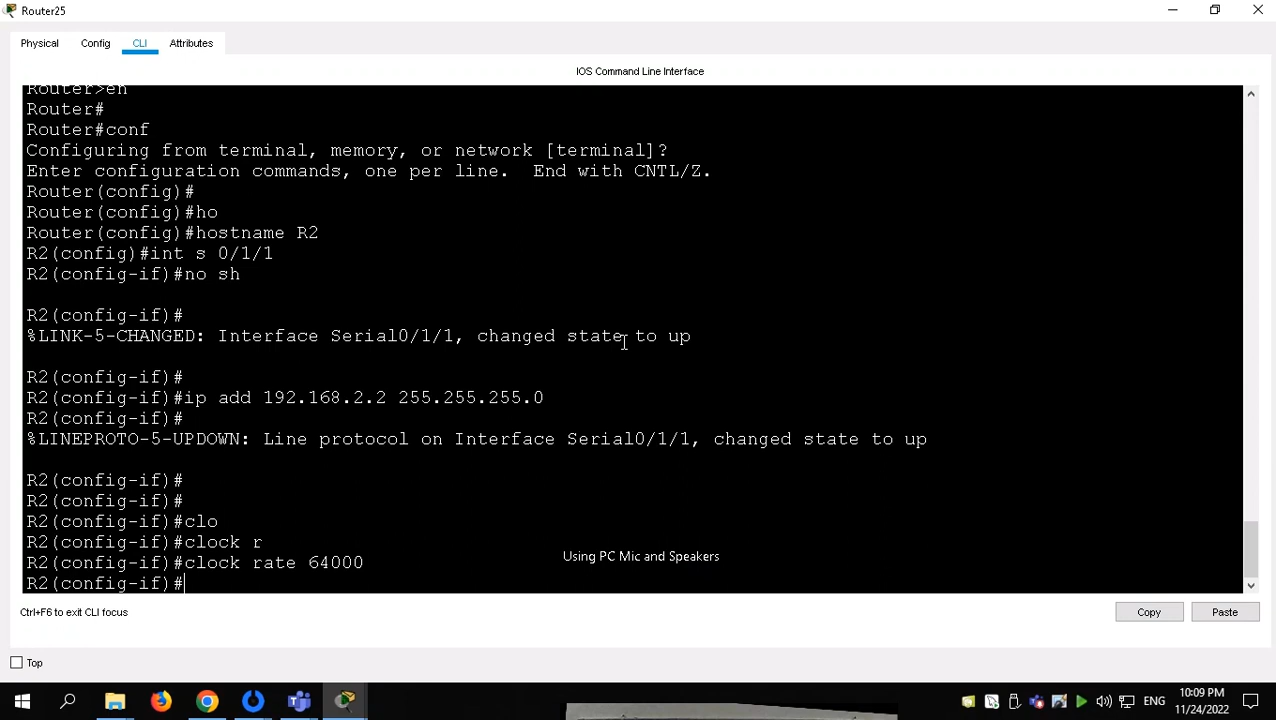 Router25
Physical
Config
CLI
Attributes
IOS Command Line Interface
Router>en
Router#
Router#conf
Configuring from terminal, memory, or network [terminal]?
Enter configuration commands, one per line.  End with CNTL/Z.
Router(config)#
Router(config)#ho
Router(config)#hostname R2
R2(config)#int s 0/1/1
R2(config-if)#no sh
R2(config-if)#
%LINK-5-CHANGED: Interface Serial0/1/1, changed state to up
R2(config-if)#
R2(config-if)#ip add 192.168.2.2 255.255.255.0
R2(config-if)#
%LINEPROTO-5-UPDOWN: Line protocol on Interface Serial0/1/1, changed state to up
R2(config-if)#
R2(config-if)#
R2(config-if)#clo
R2(config-if)#clock r
R2(config-if)#clock rate 64000
R2(config-if)#
Using PC Mic and Speakers
Ctrl+F6 to exit CLI focus
Copy
Paste
Top
ENG
10:09 PM
11/24/2022